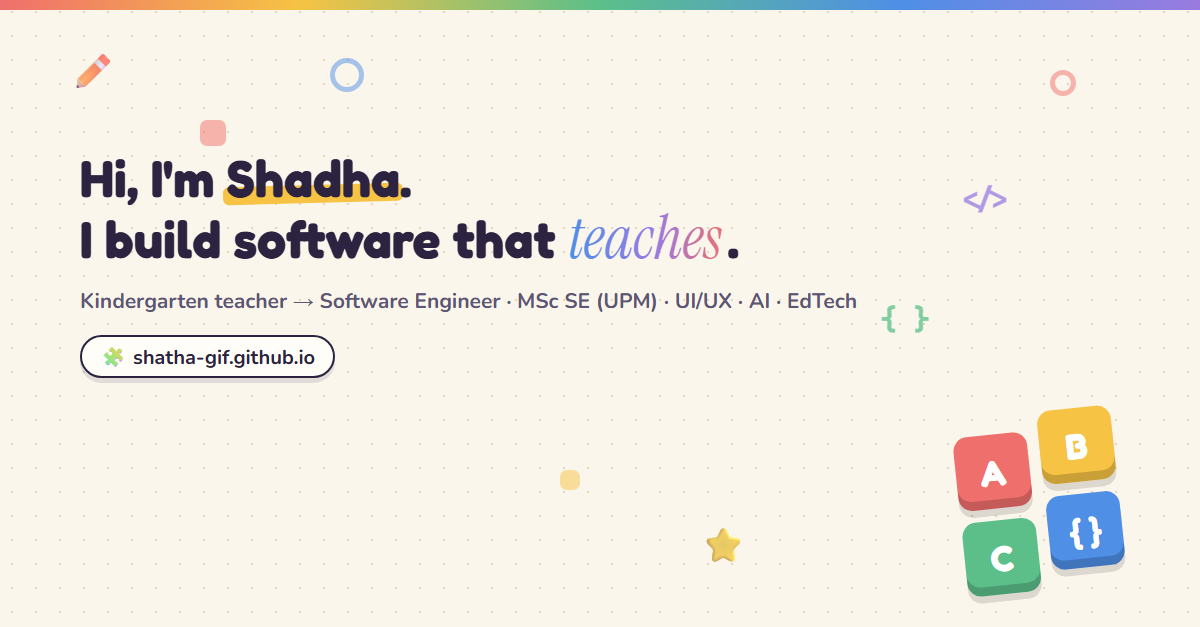 Hi, I'm Shadha.
</>
I build software that teaches.
Kindergarten teacher → Software Engineer · MSc SE (UPM) · UI/UX · AI · EdTech
{ }
shatha-gif.github.io
A
B
C
{}